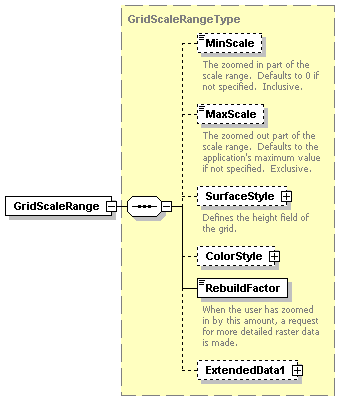 GridScaleRangeType
MinScale
The zoomed in part of the
scale range.  Defaults to 0 if
not specified.  Inclusive.
MaxScale
The zoomed out part of the
scale range.  Defaults to the
application's maximum value
if not specified.  Exclusive.
GridScaleRange
SurfaceStyle
Defines the height field of
the grid.
ColorStyle
RebuildFactor
When the user has zoomed
in by this amount, a request
for more detailed raster data
is made.
ExtendedData1